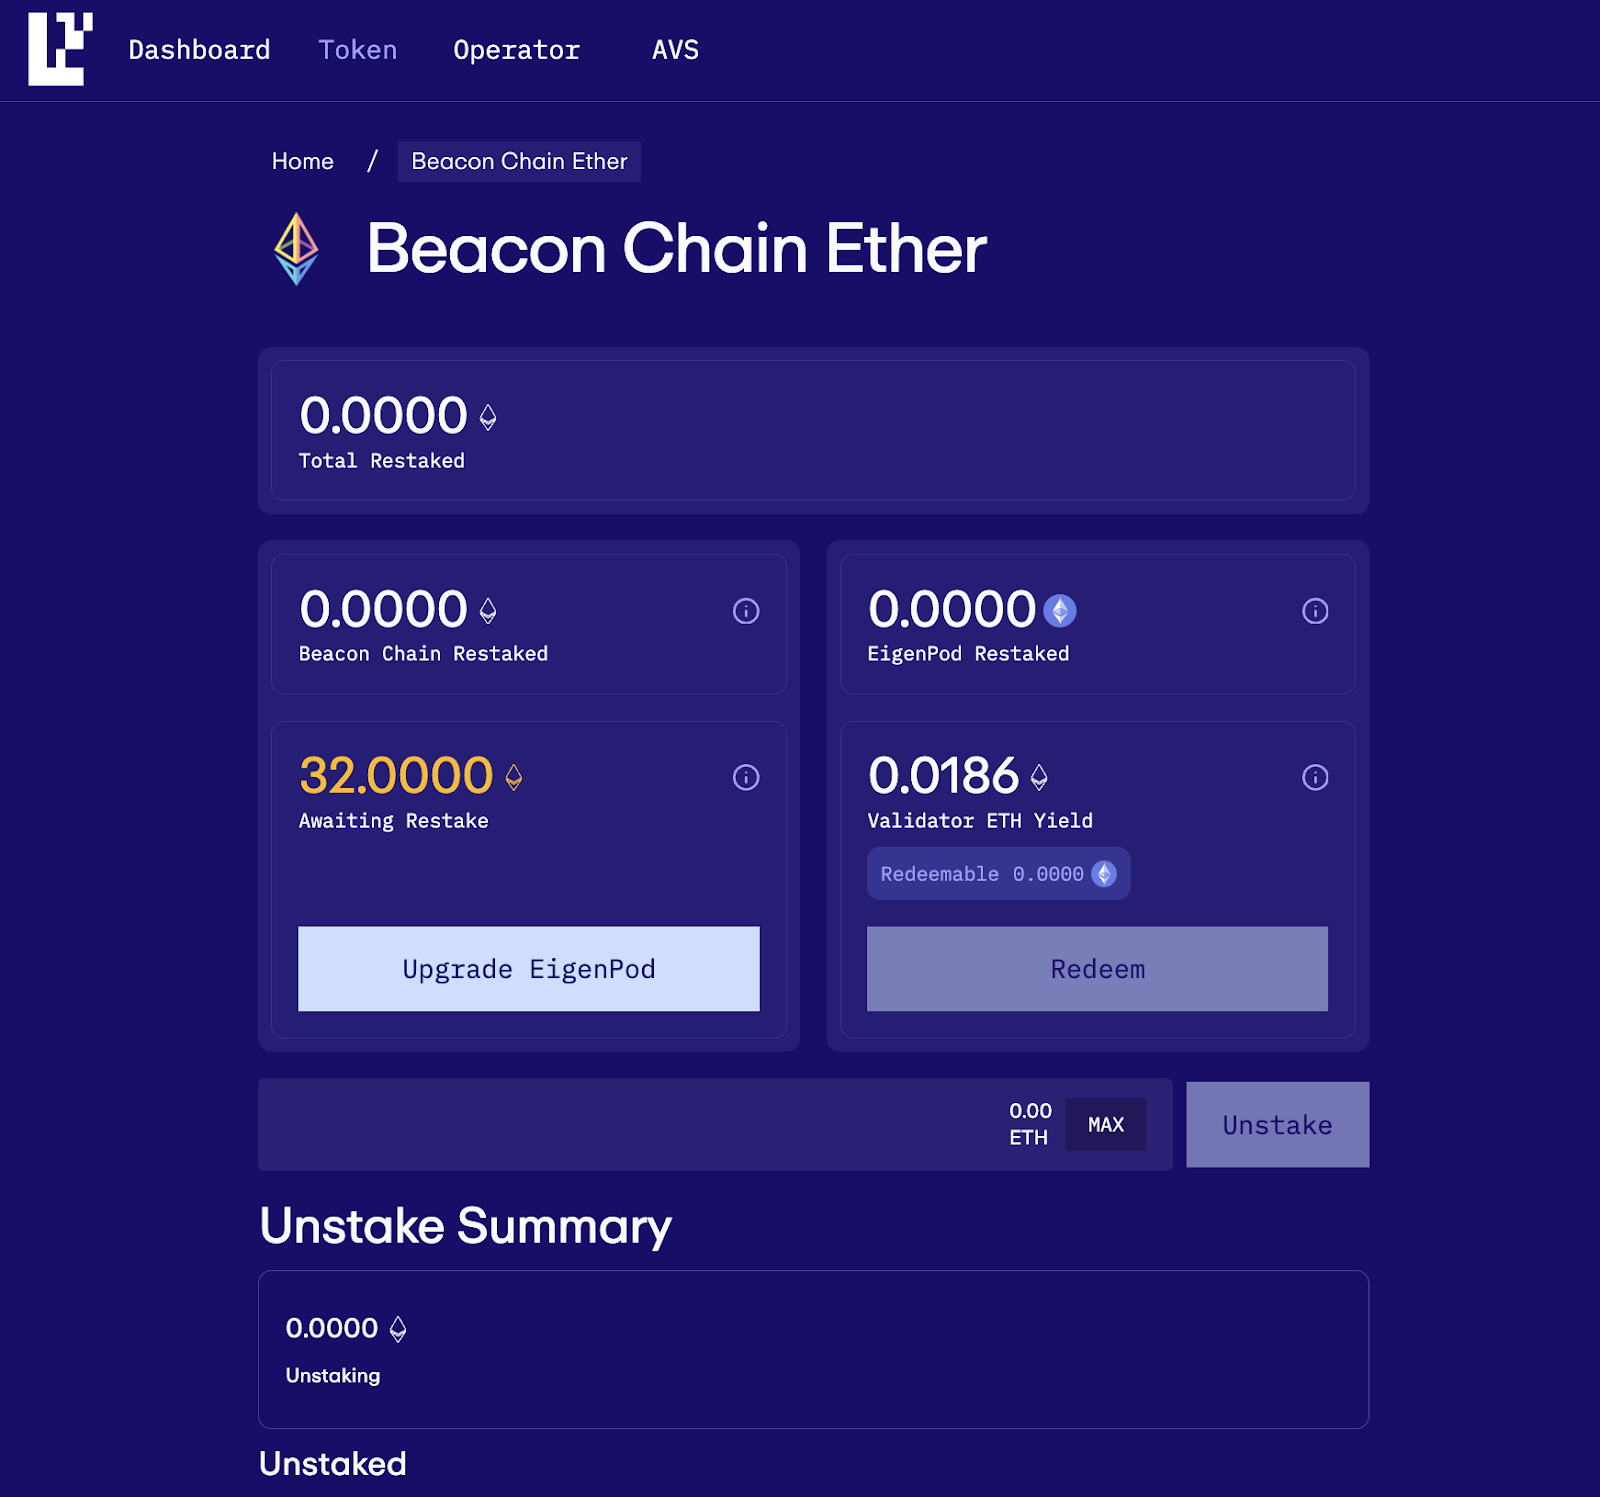 Dashboard Token Operator AVS
Home / Beacon Chain Ether
Beacon Chain Ether
0.0000
Total Restaked
0.0000
Beacon Chain Restaked
0.0000
EigenPod Restaked
32.0000
Awaiting Restake
Upgrade EigenPod
0.0186
Validator ETH Yield
Redeemable 0.0000
Redeem
0.00
ETH
MAX
Unstake
Unstake Summary
0.0000
Unstaking
Unstaked